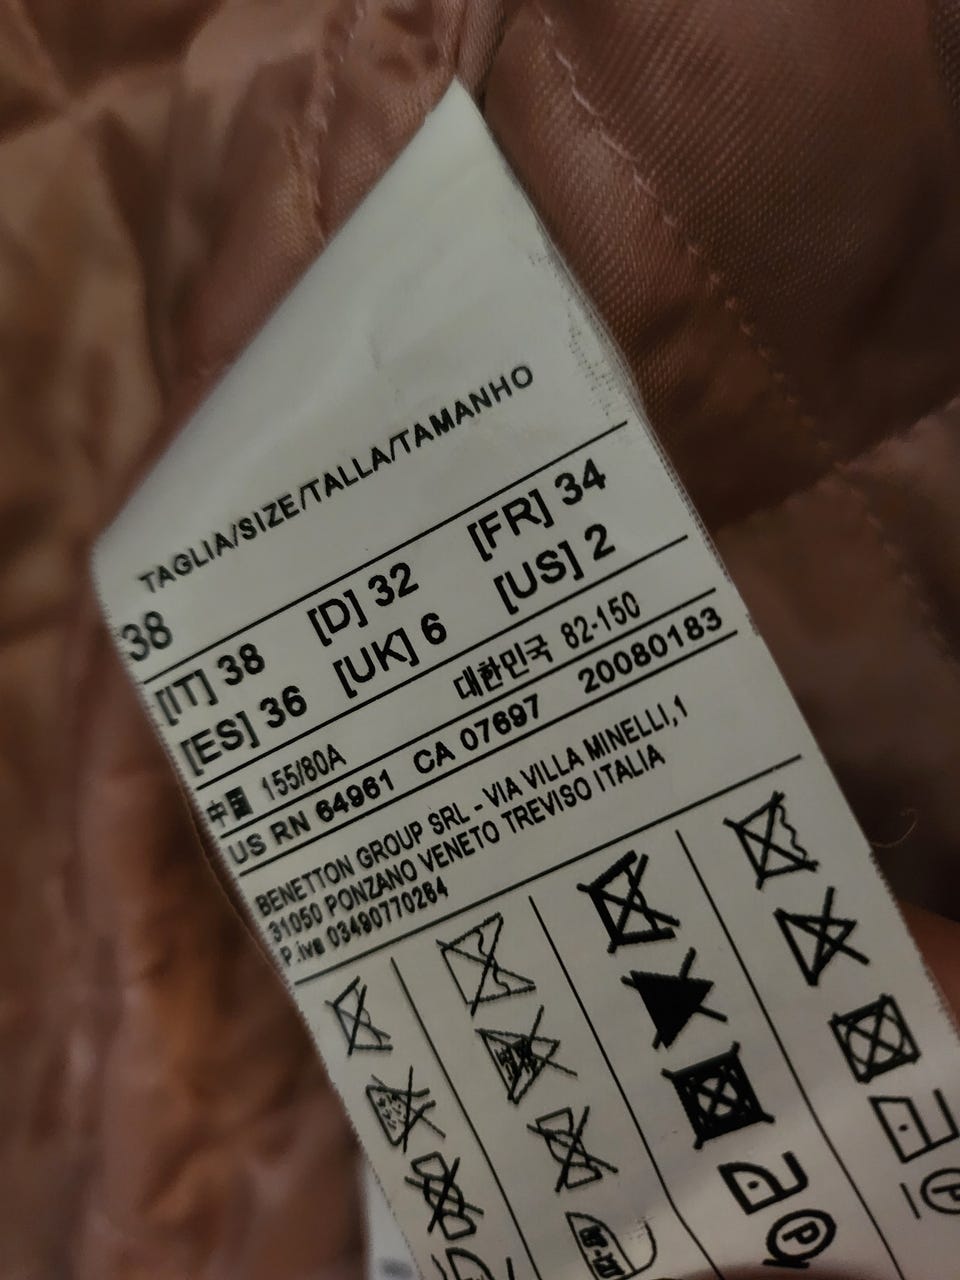 TAGLIA/SIZE/TALLA/TAMANHO
38
[IT] 38 [D] 32 [FR] 34
[ES] 36 [UK] 6 [US] 2
中国 155/80A 대한민국 82-150
US RN 64961 CA 07697 20080183
BENETTON GROUP SRL - VIA VILLA MINELLI,1
31050 PONZANO VENETO TREVISO ITALIA
P.iva 03490770264